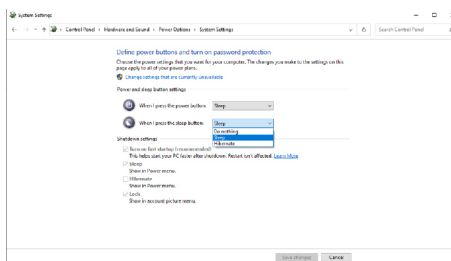 System Settings
Control Panel > Hardware and Sound > Power Options > System Settings
Search Control Panel
Define power buttons and turn on password protection
Choose the power settings that you want for your computer. The changes you make to the settings on this
page apply to all of your power plans.
Change settings that are currently unavailable
Power and sleep button settings
When I press the power button: Sleep
When I press the sleep button: Sleep
Do nothing
Sleep
Hibernate
Shutdown settings
Turn on fast startup (recommended)
This helps start your PC faster after shutdown. Restart isn't affected. Learn More
Sleep
Show in Power menu.
Hibernate
Show in Power menu.
Lock
Show in account picture menu.
Save changes Cancel